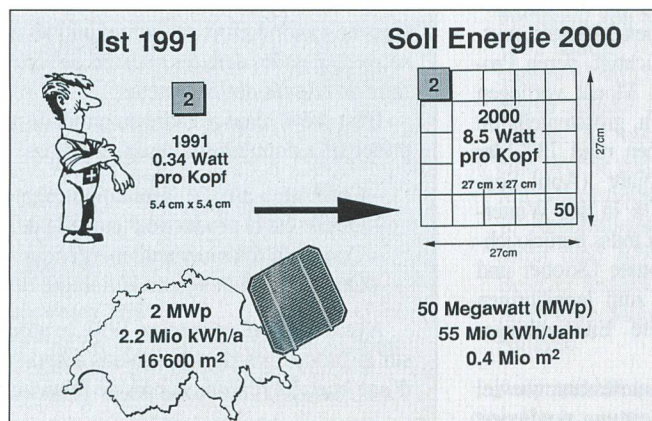 Ist 1991
2
1991
0.34 Watt
pro Kopf
5.4 cm x 5.4 cm
2 MWp
2.2 Mio kWh/a
16'600 m²
Soll Energie 2000
2
2000
8.5 Watt
pro Kopf
27 cm x 27 cm
50
27cm
27cm
50 Megawatt (MWp)
55 Mio kWh/Jahr
0.4 Mio m²